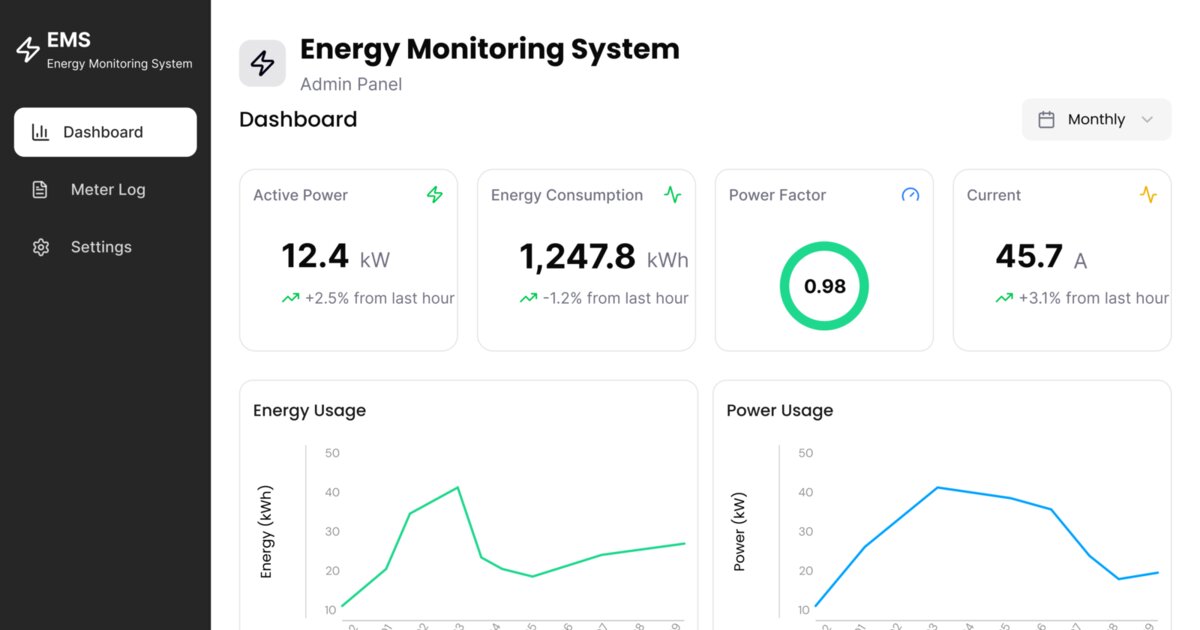 EMS
Energy Monitoring System
Dashboard
Meter Log
Settings
Energy Monitoring System
Admin Panel
Dashboard
Monthly
Active Power
12.4 kW
+2.5% from last hour
Energy Consumption
1,247.8 kWh
-1.2% from last hour
Power Factor
0.98
Current
45.7 A
+3.1% from last hour
Energy Usage
Energy (kWh)
50
40
30
20
10
Power Usage
Power (kW)
50
40
30
20
10